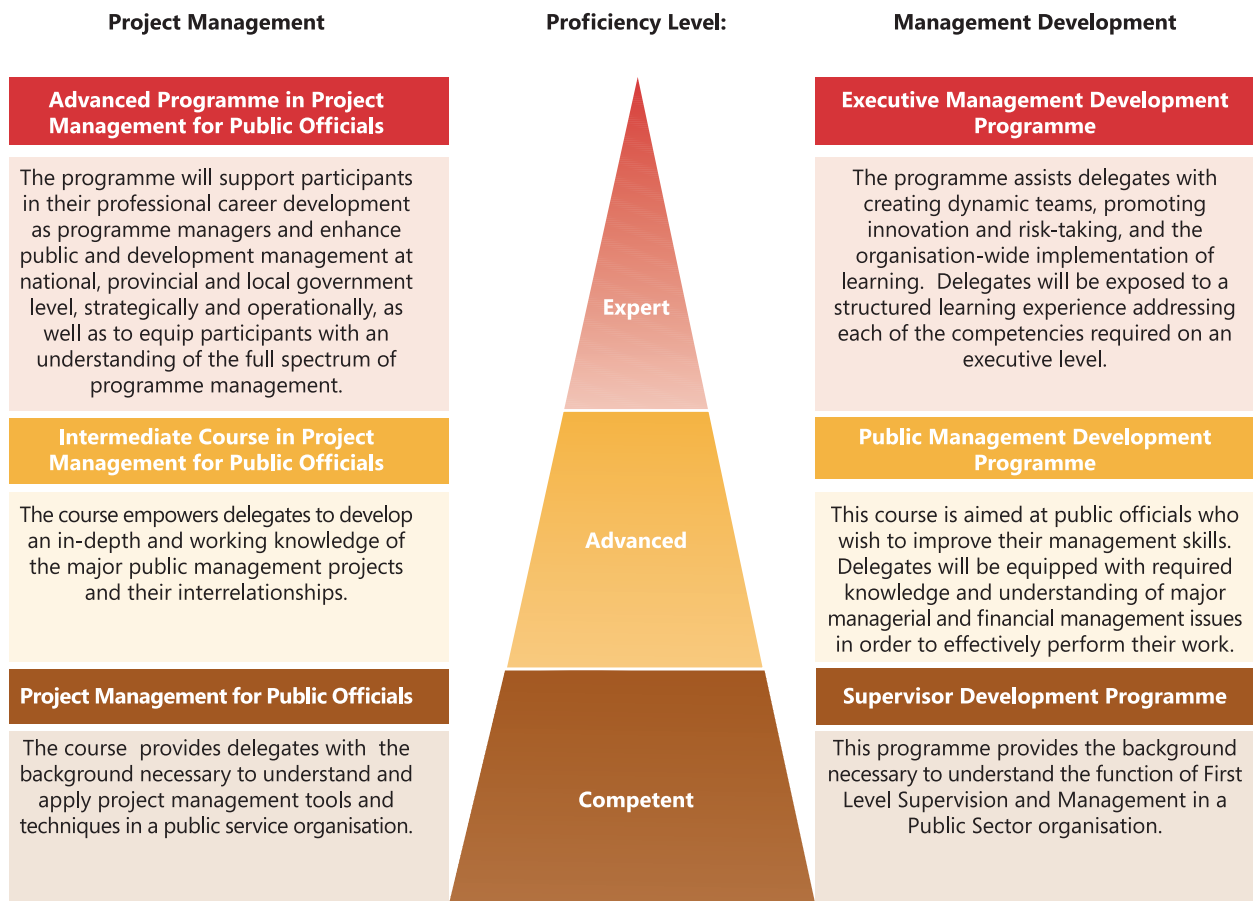 Project Management
Proficiency Level:
Management Development
Advanced Programme in Project
Management for Public Officials
The programme will support participants
in their professional career development
as programme managers and enhance
public and development management at
national, provincial and local government
level, strategically and operationally, as
well as to equip participants with an
understanding of the full spectrum of
programme management.
Expert
Executive Management Development
Programme
The programme assists delegates with
creating dynamic teams, promoting
innovation and risk-taking, and the
organisation-wide implementation of
learning.  Delegates will be exposed to a
structured learning experience addressing
each of the competencies required on an
executive level.
Intermediate Course in Project
Management for Public Officials
The course empowers delegates to develop
an in-depth and working knowledge of
the major public management projects
and their interrelationships.
Advanced
Public Management Development
Programme
This course is aimed at public officials who
wish to improve their management skills.
Delegates will be equipped with required
knowledge and understanding of major
managerial and financial management issues
in order to effectively perform their work.
Project Management for Public Officials
The course  provides delegates with  the
background necessary to understand and
apply project management tools and
techniques in a public service organisation.
Competent
Supervisor Development Programme
This programme provides the background
necessary to understand the function of First
Level Supervision and Management in a
Public Sector organisation.